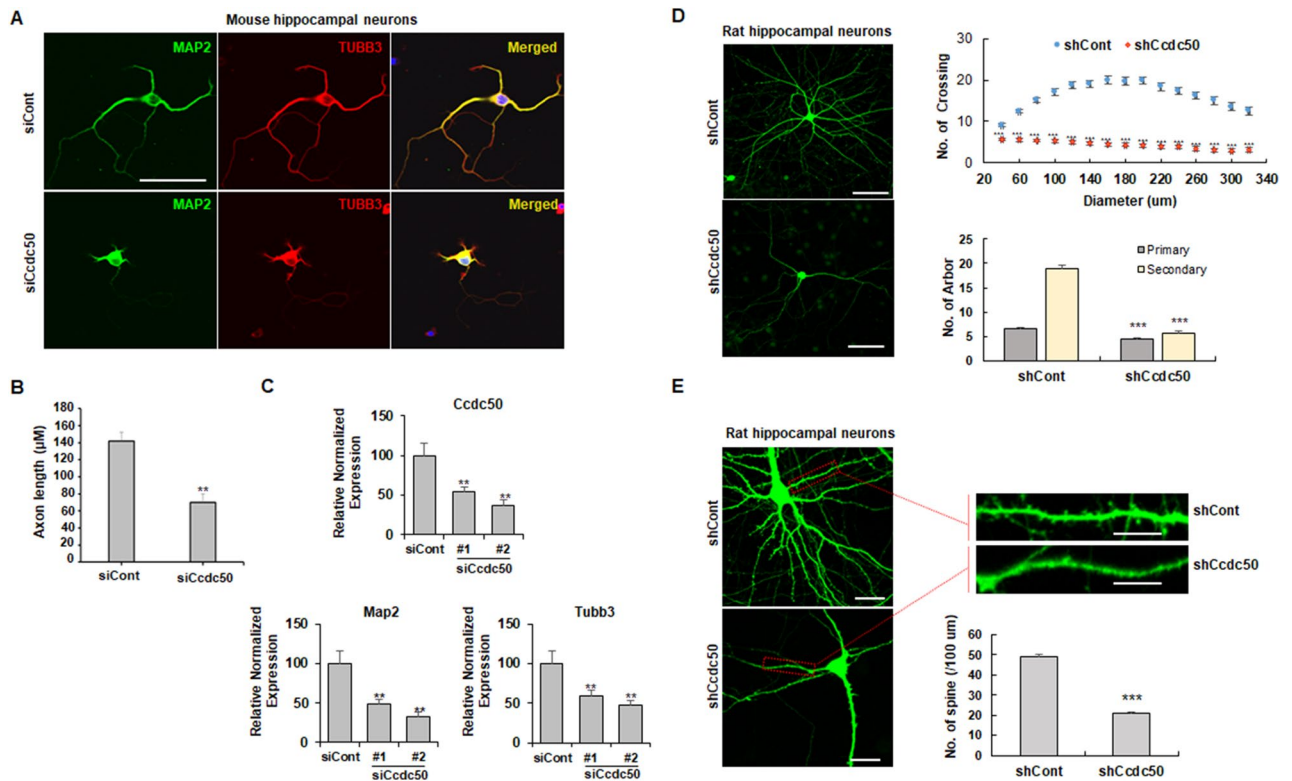 A
Mouse hippocampal neurons
MAP2
TUBB3
Merged
siCont
MAP2
TUBB3
Merged
siCcdc50
B
Axon length (µM)
180
160
140
120
100
80
60
40
20
0
**
siCont
siCcdc50
C
Ccdc50
Relative Normalized
Expression
150
100
50
0
**
**
siCont
#1
#2
siCcdc50
Map2
Relative Normalized
Expression
150
100
50
0
**
**
siCont
#1
#2
siCcdc50
Tubb3
Relative Normalized
Expression
150
100
50
0
**
**
siCont
#1
#2
siCcdc50
D
Rat hippocampal neurons
shCont
shCcdc50
shCont
shCcdc50
No. of Crossing
30
20
10
0
*** *** *** *** *** *** *** *** *** *** *** *** *** *** ***
20 60 100 140 180 220 260 300 340
Diameter (um)
No. of Arbor
25
20
15
10
5
0
Primary
Secondary
***
***
shCont
shCcdc50
E
Rat hippocampal neurons
shCont
shCcdc50
shCont
shCcdc50
No. of spine (/100 um)
60
50
40
30
20
10
0
***
shCont
shCcdc50